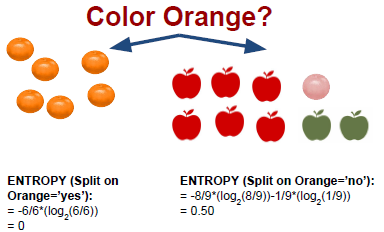 Color Orange?
ENTROPY (Split on
Orange='yes'):
= -6/6*(log₂(6/6))
= 0
ENTROPY (Split on Orange='no'):
= -8/9*(log₂(8/9))-1/9*(log₂(1/9))
= 0.50